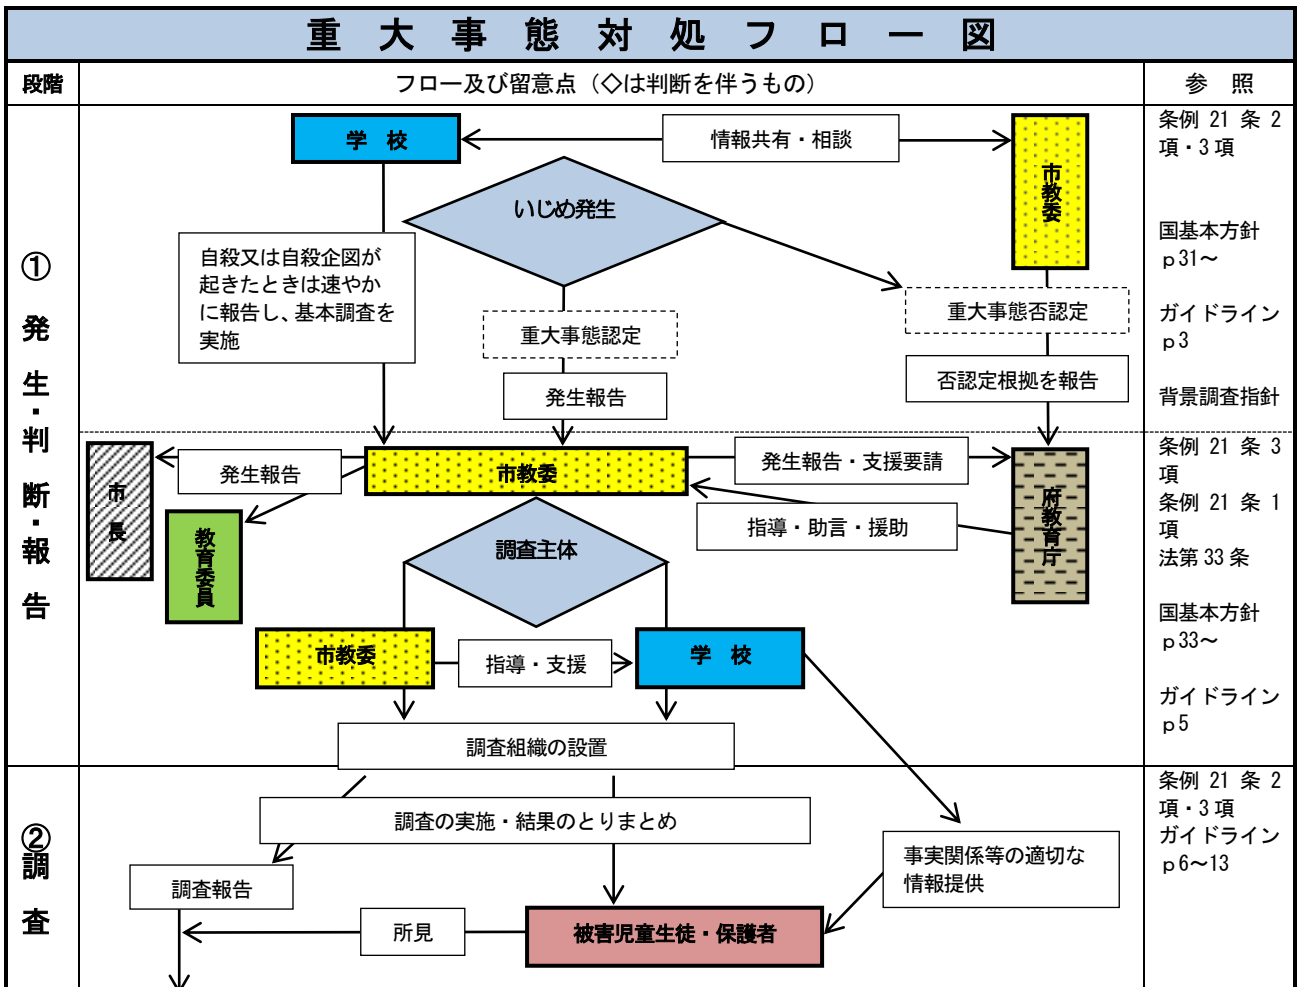 重大事態対処フロー図
段階
フロー及び留意点（◇は判断を伴うもの）
参　照
①発生・判断・報告
学　校
情報共有・相談
市教委
いじめ発生
自殺又は自殺企図が
起きたときは速やか
に報告し、基本調査を
実施
重大事態認定
重大事態否認定
発生報告
否認定根拠を報告
条例 21 条 2
項・3 項
国基本方針
ｐ31～
ガイドライン
ｐ3
背景調査指針
市長
発生報告
市教委
発生報告・支援要請
府教育庁
教育委員
指導・助言・援助
調査主体
市教委
指導・支援
学　校
調査組織の設置
条例 21 条 3
項
条例 21 条 1
項
法第 33 条
国基本方針
ｐ33～
ガイドライン
ｐ5
②調査
調査の実施・結果のとりまとめ
事実関係等の適切な
情報提供
調査報告
所見
被害児童生徒・保護者
条例 21 条 2
項・3 項
ガイドライン
ｐ6～13